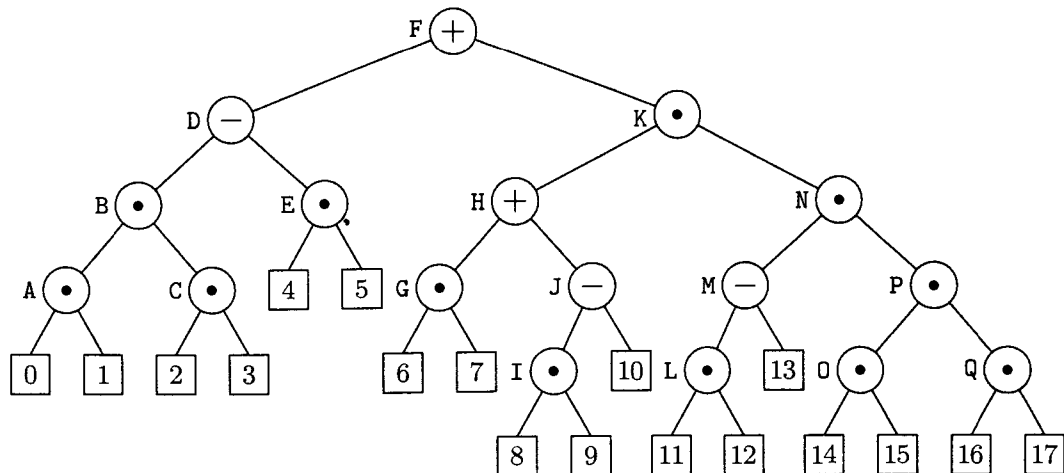 F +
D − K •
B • E • H + N •
A • C • 4 5 G • J − M − P •
0 1 2 3 6 7 I • 10 L • 13 O • Q •
8 9 11 12 14 15 16 17